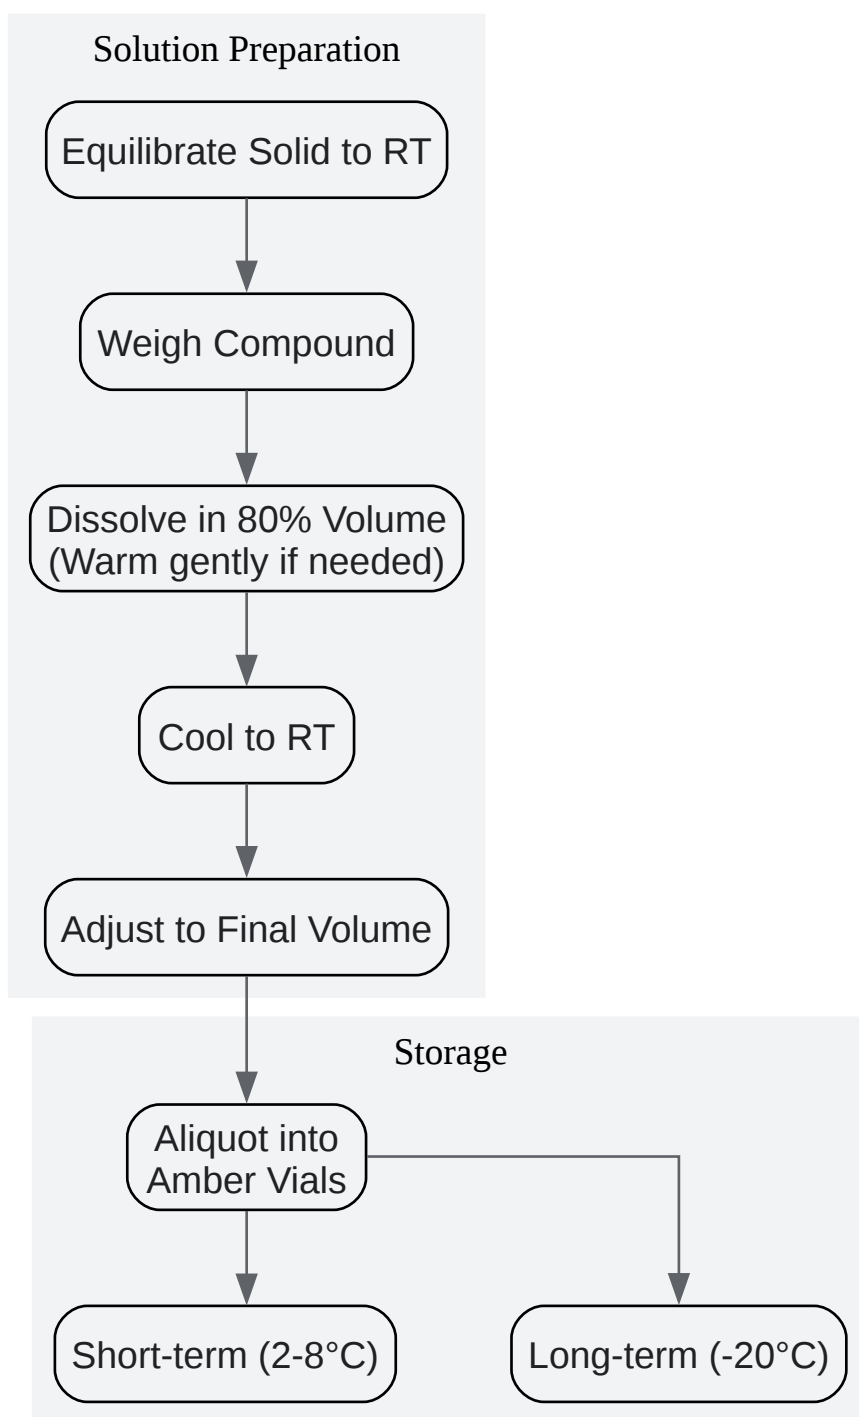 Solution Preparation
Equilibrate Solid to RT
Weigh Compound
Dissolve in 80% Volume
(Warm gently if needed)
Cool to RT
Adjust to Final Volume
Storage
Aliquot into
Amber Vials
Short-term (2-8°C)
Long-term (-20°C)